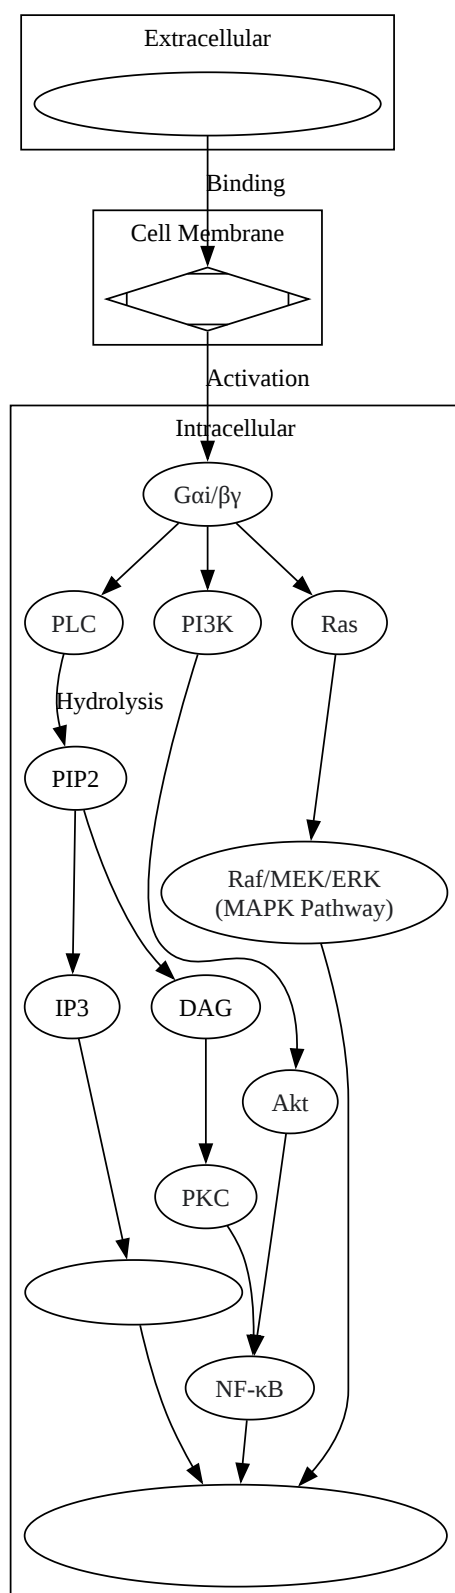 Extracellular
Binding
Cell Membrane
Activation
Intracellular
Gαi/βγ
PLC
PI3K
Ras
Hydrolysis
PIP2
Raf/MEK/ERK
(MAPK Pathway)
IP3
DAG
Akt
PKC
NF-κB